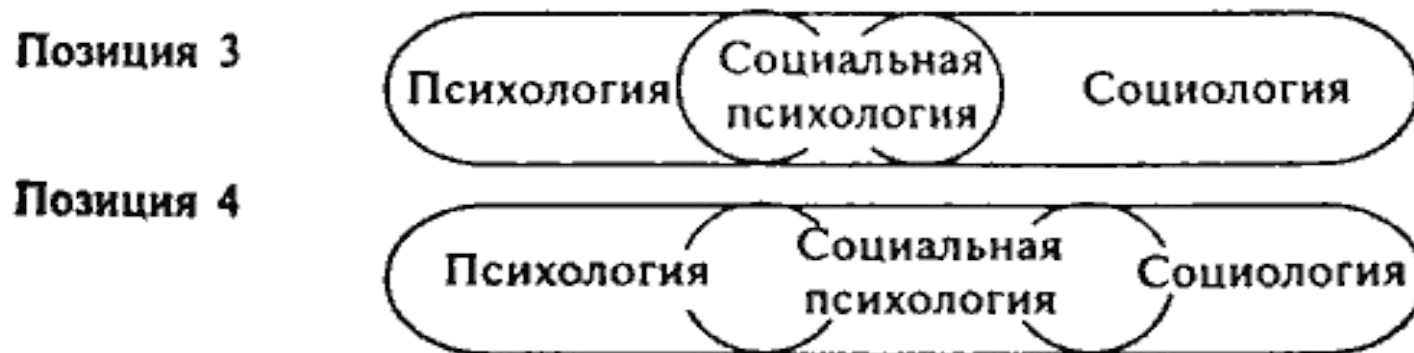 Позиция 3
Психология
Социальная
психология
Социология
Позиция 4
Психология
Социальная
психология
Социология